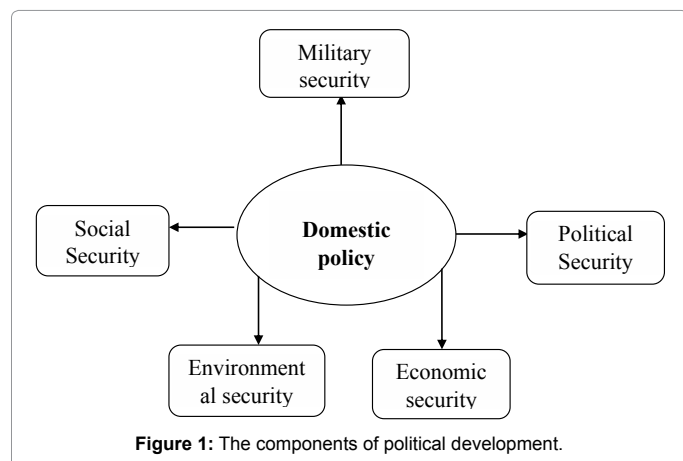 Military
security
Social
Security
Domestic
policy
Political
Security
Environment
al security
Economic
security
Figure 1: The components of political development.